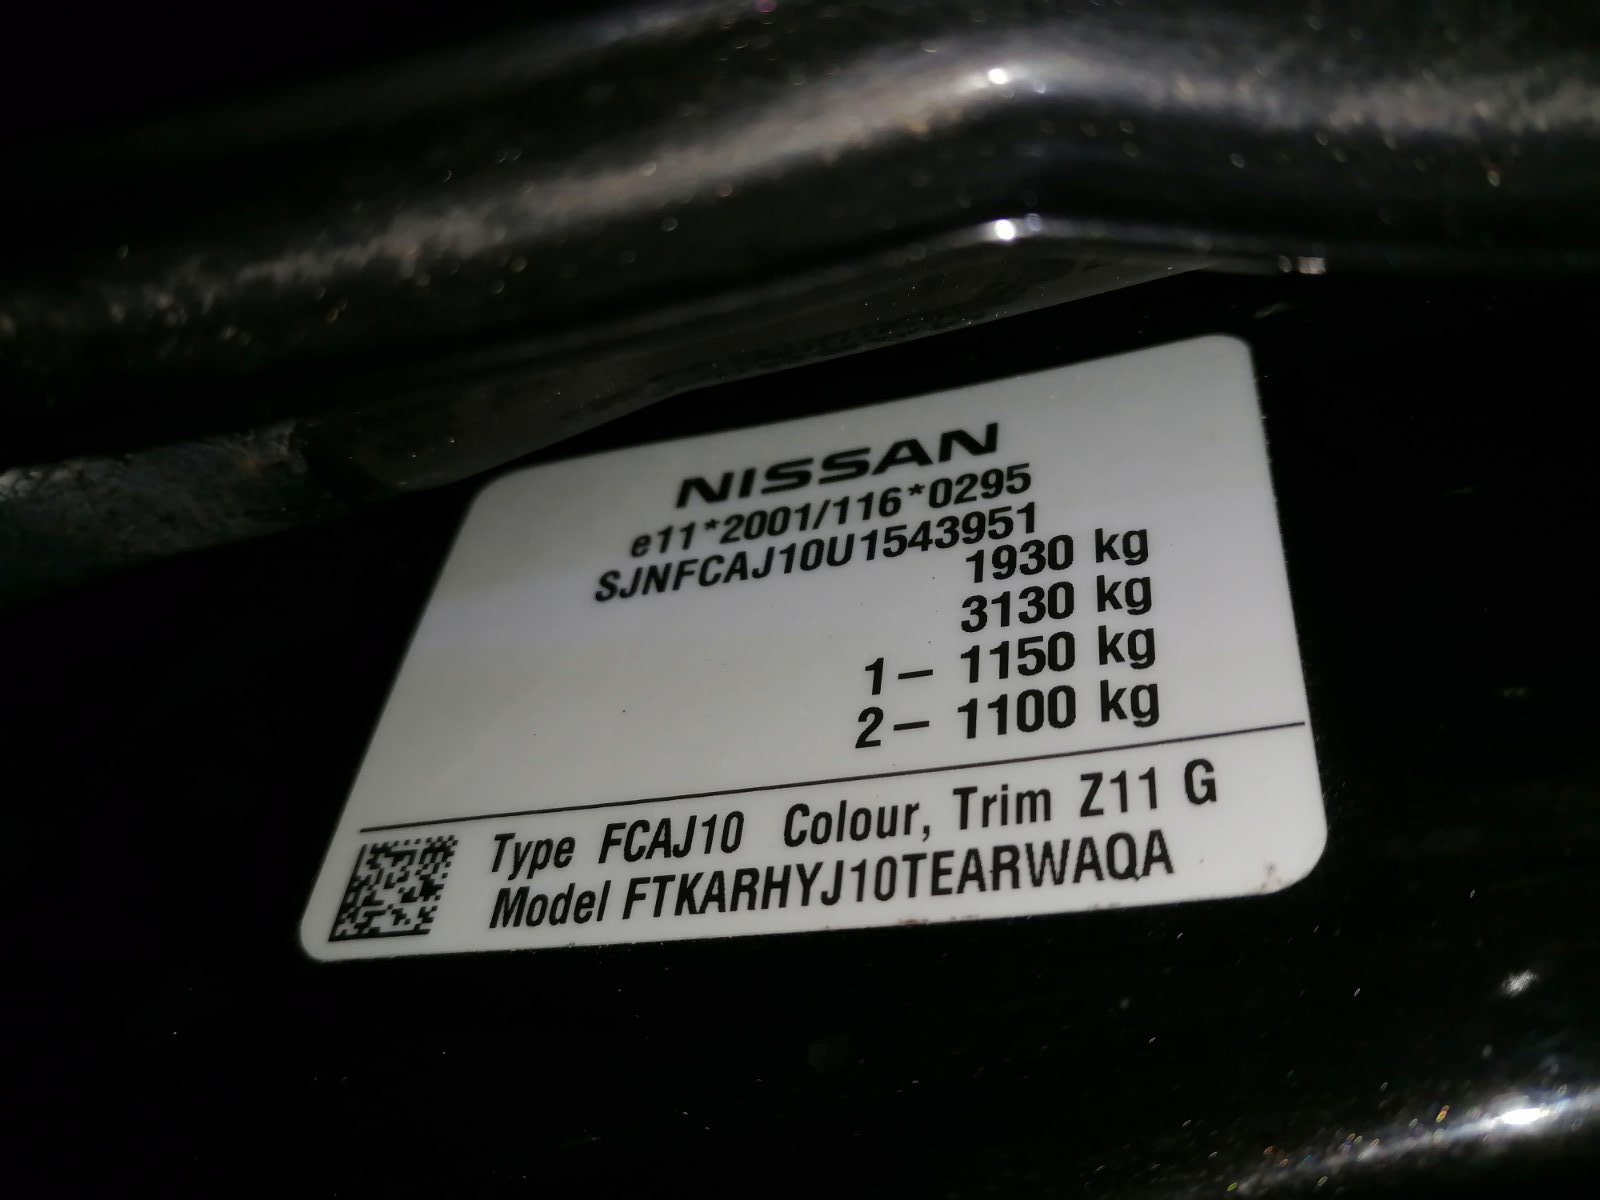 NISSAN
e11*2001/116*0295
SJNFCAJ10U1543951
1930 kg
3130 kg
1– 1150 kg
2– 1100 kg
Type FCAJ10 Colour, Trim Z11 G
Model FTKARHYJ10TEARWAQA